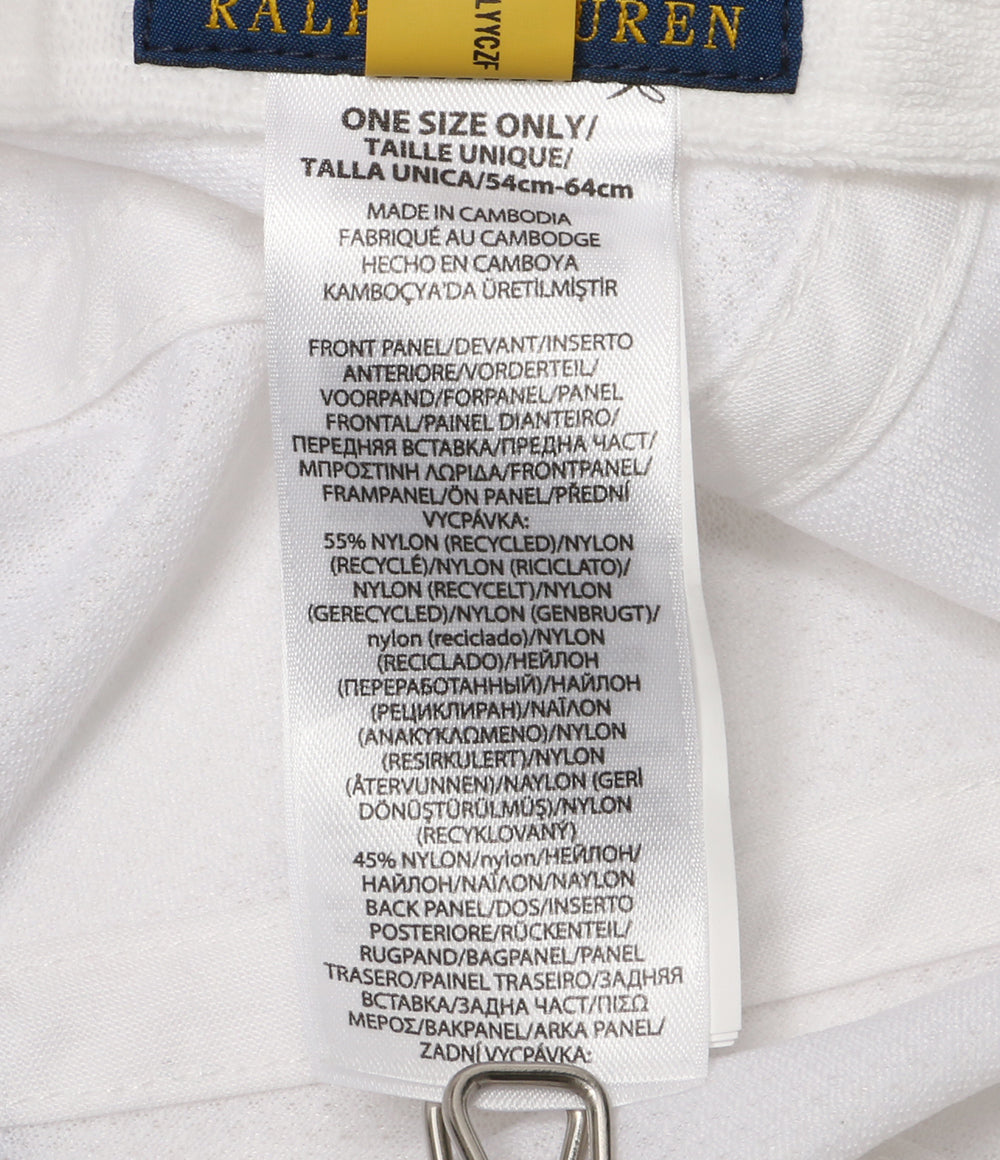 RALPH LAUREN
LYYCZF
ONE SIZE ONLY/
TAILLE UNIQUE/
TALLA UNICA/54cm-64cm
MADE IN CAMBODIA
FABRIQUÉ AU CAMBODGE
HECHO EN CAMBOYA
KAMBOÇYA'DA ÜRETİLMİŞTİR
FRONT PANEL/DEVANT/INSERTO
ANTERIORE/VORDERTEIL/
VOORPAND/FORPANEL/PANEL
FRONTAL/PAINEL DIANTEIRO/
ПЕРЕДНЯЯ ВСТАВКА/ПРЕДНА ЧАСТ/
ΜΠΡΟΣΤΙΝΗ ΛΩΡΙΔΑ/FRONTPANEL/
FRAMPANEL/ÖN PANEL/PŘEDNÍ
VYCPÁVKA:
55% NYLON (RECYCLED)/NYLON
(RECYCLÉ)/NYLON (RICICLATO)/
NYLON (RECYCELT)/NYLON
(GERECYCLED)/NYLON (GENBRUGT)/
nylon (reciclado)/NYLON
(RECICLADO)/НЕЙЛОН
(ПЕРЕРАБОТАННЫЙ)/НАЙЛОН
(РЕЦИКЛИРАН)/ΝΑΪΛΟΝ
(ΑΝΑΚΥΚΛΩΜΕΝΟ)/NYLON
(RESIRKULERT)/NYLON
(ÅTERVUNNEN)/NAYLON (GERİ
DÖNÜŞTÜRÜLMÜŞ)/NYLON
(RECYKLOVANÝ)
45% NYLON/nylon/НЕЙЛОН/
НАЙЛОН/ΝΑΪΛΟΝ/NAYLON
BACK PANEL/DOS/INSERTO
POSTERIORE/RÜCKENTEIL/
RUGPAND/BAGPANEL/PANEL
TRASERO/PAINEL TRASEIRO/ЗАДНЯЯ
ВСТАВКА/ЗАДНА ЧАСТ/ΠΙΣΩ
ΜΕΡΟΣ/BAKPANEL/ARKA PANEL/
ZADNÍ VYCPÁVKA: